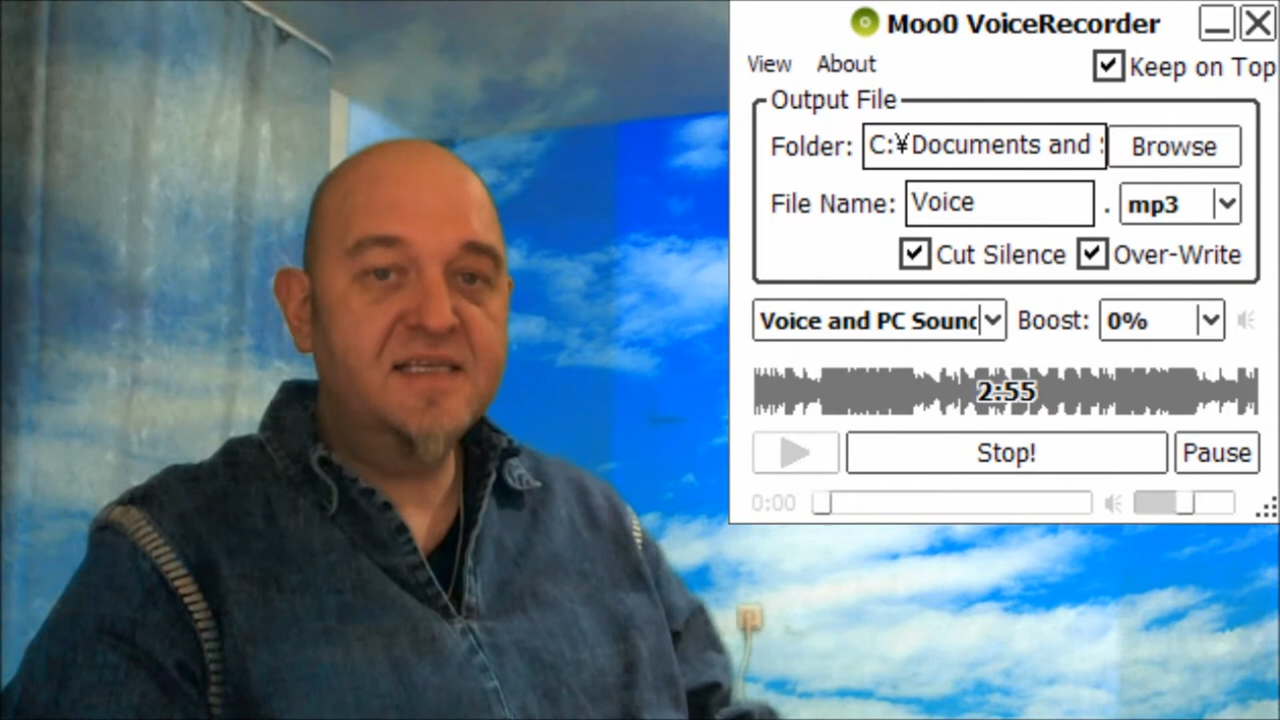 Moo0 VoiceRecorder
View About
Keep on Top
Output File
Folder: C:¥Documents and Browse
File Name: Voice . mp3
Cut Silence Over-Write
Voice and PC Sound Boost: 0%
2:55
Stop! Pause
0:00